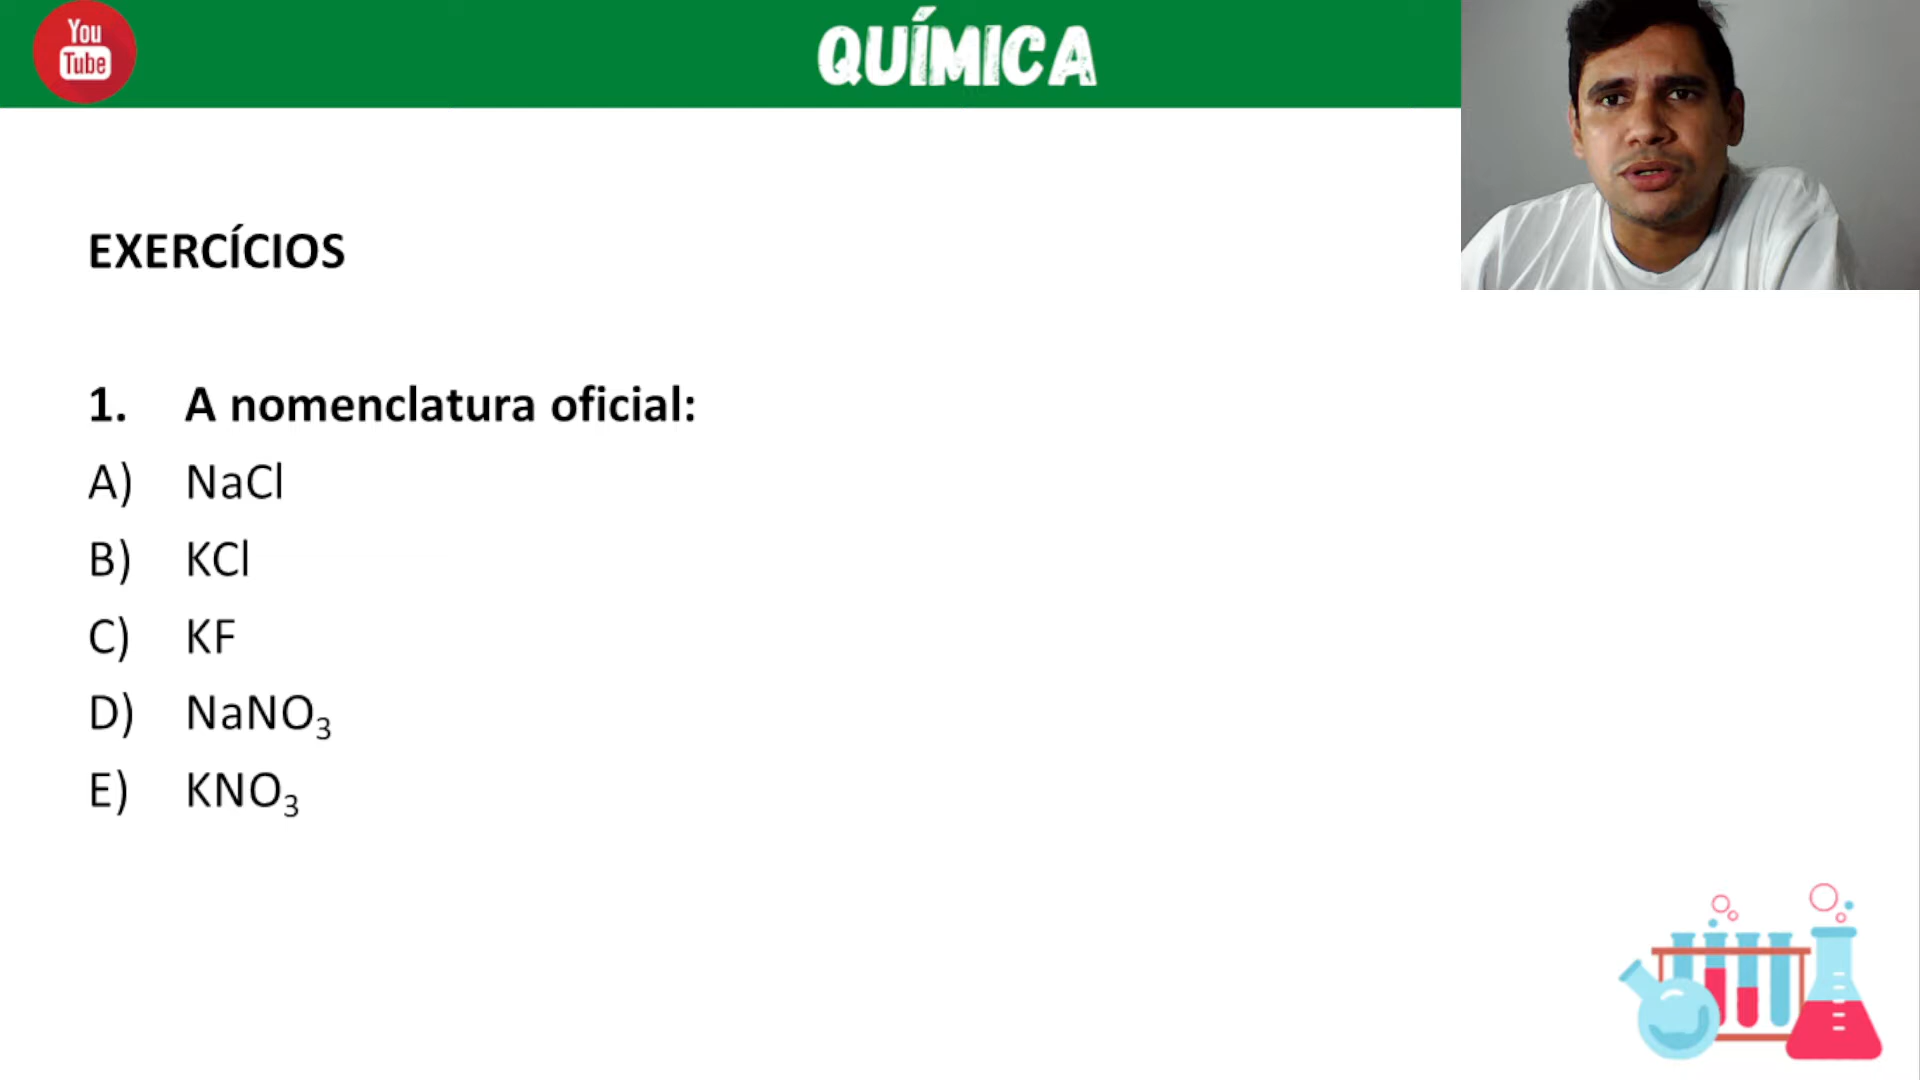 You
Tube
QUÍMICA
EXERCÍCIOS
1. A nomenclatura oficial:
A) NaCl
B) KCl
C) KF
D) NaNO₃
E) KNO₃